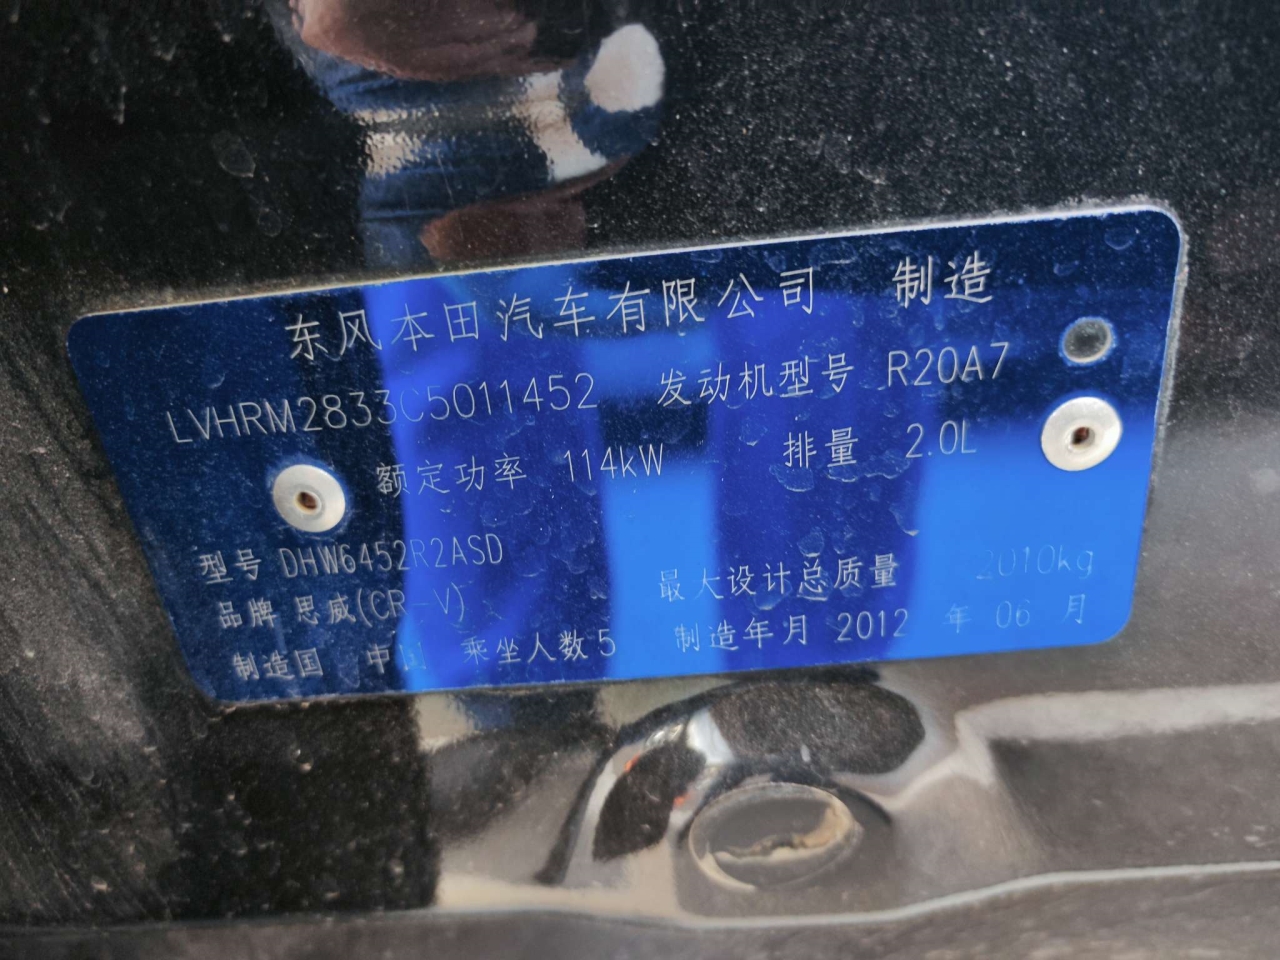 东风本田汽车有限公司 制造
LVHRM2833C5011452 发动机型号 R20A7
额定功率 114kW 排量 2.0L
型号 DHW6452R2ASD
最大设计总质量 2010kg
品牌 思威(CR-V)
制造国 中国 乘坐人数5 制造年月 2012 年 06 月